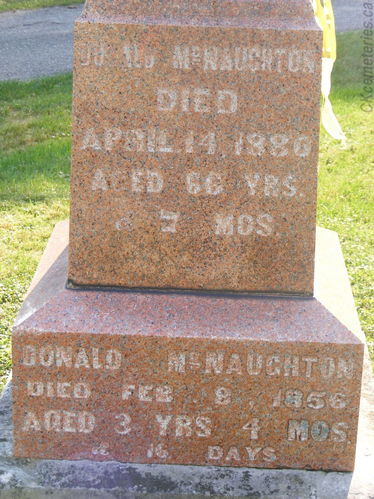 McNAUGHTON
DIED
APRIL 14, 1880
AGED 66 YRS.
& 7 MOS.
DONALD McNAUGHTON
DIED FEB 9, 1856
AGED 3 YRS 4 MOS.
& 16 DAYS